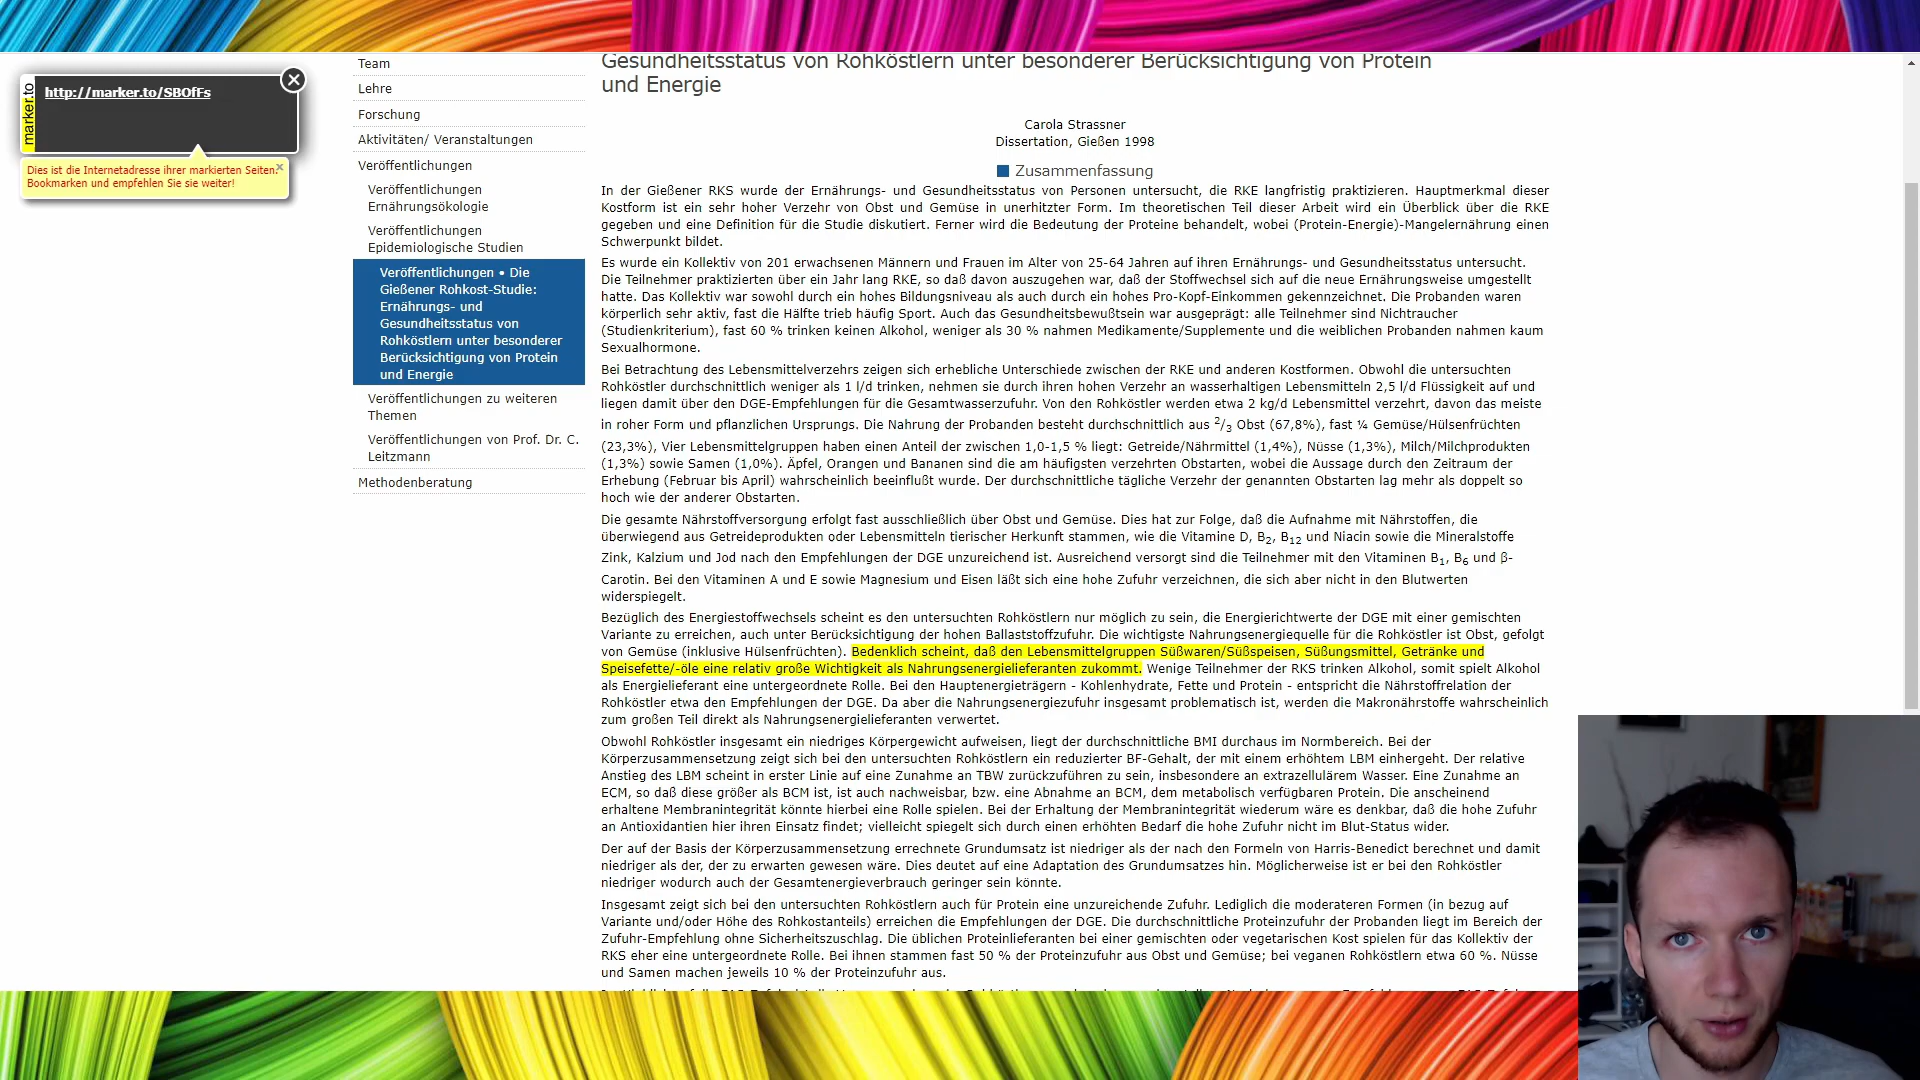 marker.to
http://marker.to/SBOfFs
Dies ist die Internetadresse ihrer markierten Seiten.
Bookmarken und empfehlen Sie sie weiter!
Team
Lehre
Forschung
Aktivitäten/ Veranstaltungen
Veröffentlichungen
Veröffentlichungen
Ernährungsökologie
Veröffentlichungen
Epidemiologische Studien
Veröffentlichungen • Die
Gießener Rohkost-Studie:
Ernährungs- und
Gesundheitsstatus von
Rohköstlern unter besonderer
Berücksichtigung von Protein
und Energie
Veröffentlichungen zu weiteren
Themen
Veröffentlichungen von Prof. Dr. C.
Leitzmann
Methodenberatung
Gesundheitsstatus von Rohköstlern unter besonderer Berücksichtigung von Protein
und Energie
Carola Strassner
Dissertation, Gießen 1998
Zusammenfassung
In der Gießener RKS wurde der Ernährungs- und Gesundheitsstatus von Personen untersucht, die RKE langfristig praktizieren. Hauptmerkmal dieser
Kostform ist ein sehr hoher Verzehr von Obst und Gemüse in unerhitzter Form. Im theoretischen Teil dieser Arbeit wird ein Überblick über die RKE
gegeben und eine Definition für die Studie diskutiert. Ferner wird die Bedeutung der Proteine behandelt, wobei (Protein-Energie)-Mangelernährung einen
Schwerpunkt bildet.
Es wurde ein Kollektiv von 201 erwachsenen Männern und Frauen im Alter von 25-64 Jahren auf ihren Ernährungs- und Gesundheitsstatus untersucht.
Die Teilnehmer praktizierten über ein Jahr lang RKE, so daß davon auszugehen war, daß der Stoffwechsel sich auf die neue Ernährungsweise umgestellt
hatte. Das Kollektiv war sowohl durch ein hohes Bildungsniveau als auch durch ein hohes Pro-Kopf-Einkommen gekennzeichnet. Die Probanden waren
körperlich sehr aktiv, fast die Hälfte trieb häufig Sport. Auch das Gesundheitsbewußtsein war ausgeprägt: alle Teilnehmer sind Nichtraucher
(Studienkriterium), fast 60 % trinken keinen Alkohol, weniger als 30 % nahmen Medikamente/Supplemente und die weiblichen Probanden nahmen kaum
Sexualhormone.
Bei Betrachtung des Lebensmittelverzehrs zeigen sich erhebliche Unterschiede zwischen der RKE und anderen Kostformen. Obwohl die untersuchten
Rohköstler durchschnittlich weniger als 1 l/d trinken, nehmen sie durch ihren hohen Verzehr an wasserhaltigen Lebensmitteln 2,5 l/d Flüssigkeit auf und
liegen damit über den DGE-Empfehlungen für die Gesamtwasserzufuhr. Von den Rohköstler werden etwa 2 kg/d Lebensmittel verzehrt, davon das meiste
in roher Form und pflanzlichen Ursprungs. Die Nahrung der Probanden besteht durchschnittlich aus 2/3 Obst (67,8%), fast ¼ Gemüse/Hülsenfrüchten
(23,3%), Vier Lebensmittelgruppen haben einen Anteil der zwischen 1,0-1,5 % liegt: Getreide/Nährmittel (1,4%), Nüsse (1,3%), Milch/Milchprodukten
(1,3%) sowie Samen (1,0%). Äpfel, Orangen und Bananen sind die am häufigsten verzehrten Obstarten, wobei die Aussage durch den Zeitraum der
Erhebung (Februar bis April) wahrscheinlich beeinflußt wurde. Der durchschnittliche tägliche Verzehr der genannten Obstarten lag mehr als doppelt so
hoch wie der anderer Obstarten.
Die gesamte Nährstoffversorgung erfolgt fast ausschließlich über Obst und Gemüse. Dies hat zur Folge, daß die Aufnahme mit Nährstoffen, die
überwiegend aus Getreideprodukten oder Lebensmitteln tierischer Herkunft stammen, wie die Vitamine D, B2, B12 und Niacin sowie die Mineralstoffe
Zink, Kalzium und Jod nach den Empfehlungen der DGE unzureichend ist. Ausreichend versorgt sind die Teilnehmer mit den Vitaminen B1, B6 und β-
Carotin. Bei den Vitaminen A und E sowie Magnesium und Eisen läßt sich eine hohe Zufuhr verzeichnen, die sich aber nicht in den Blutwerten
widerspiegelt.
Bezüglich des Energiestoffwechsels scheint es den untersuchten Rohköstlern nur möglich zu sein, die Energierichtwerte der DGE mit einer gemischten
Variante zu erreichen, auch unter Berücksichtigung der hohen Ballaststoffzufuhr. Die wichtigste Nahrungsenergiequelle für die Rohköstler ist Obst, gefolgt
von Gemüse (inklusive Hülsenfrüchten). Bedenklich scheint, daß den Lebensmittelgruppen Süßwaren/Süßspeisen, Süßungsmittel, Getränke und
Speisefette/-öle eine relativ große Wichtigkeit als Nahrungsenergielieferanten zukommt. Wenige Teilnehmer der RKS trinken Alkohol, somit spielt Alkohol
als Energielieferant eine untergeordnete Rolle. Bei den Hauptenergieträgern - Kohlenhydrate, Fette und Protein - entspricht die Nährstoffrelation der
Rohköstler etwa den Empfehlungen der DGE. Da aber die Nahrungsenergiezufuhr insgesamt problematisch ist, werden die Makronährstoffe wahrscheinlich
zum großen Teil direkt als Nahrungsenergielieferanten verwertet.
Obwohl Rohköstler insgesamt ein niedriges Körpergewicht aufweisen, liegt der durchschnittliche BMI durchaus im Normbereich. Bei der
Körperzusammensetzung zeigt sich bei den untersuchten Rohköstlern ein reduzierter BF-Gehalt, der mit einem erhöhtem LBM einhergeht. Der relative
Anstieg des LBM scheint in erster Linie auf eine Zunahme an TBW zurückzuführen zu sein, insbesondere an extrazellulärem Wasser. Eine Zunahme an
ECM, so daß diese größer als BCM ist, ist auch nachweisbar, bzw. eine Abnahme an BCM, dem metabolisch verfügbaren Protein. Die anscheinend
erhaltene Membranintegrität könnte hierbei eine Rolle spielen. Bei der Erhaltung der Membranintegrität wiederum wäre es denkbar, daß die hohe Zufuhr
an Antioxidantien hier ihren Einsatz findet; vielleicht spiegelt sich durch einen erhöhten Bedarf die hohe Zufuhr nicht im Blut-Status wider.
Der auf der Basis der Körperzusammensetzung errechnete Grundumsatz ist niedriger als der nach den Formeln von Harris-Benedict berechnet und damit
niedriger als der, der zu erwarten gewesen wäre. Dies deutet auf eine Adaptation des Grundumsatzes hin. Möglicherweise ist er bei den Rohköstler
niedriger wodurch auch der Gesamtenergieverbrauch geringer sein könnte.
Insgesamt zeigt sich bei den untersuchten Rohköstlern auch für Protein eine unzureichende Zufuhr. Lediglich die moderateren Formen (in bezug auf
Variante und/oder Höhe des Rohkostanteils) erreichen die Empfehlungen der DGE. Die durchschnittliche Proteinzufuhr der Probanden liegt im Bereich der
Zufuhr-Empfehlung ohne Sicherheitszuschlag. Die üblichen Proteinlieferanten bei einer gemischten oder vegetarischen Kost spielen für das Kollektiv der
RKS eher eine untergeordnete Rolle. Bei ihnen stammen fast 50 % der Proteinzufuhr aus Obst und Gemüse; bei veganen Rohköstlern etwa 60 %. Nüsse
und Samen machen jeweils 10 % der Proteinzufuhr aus.